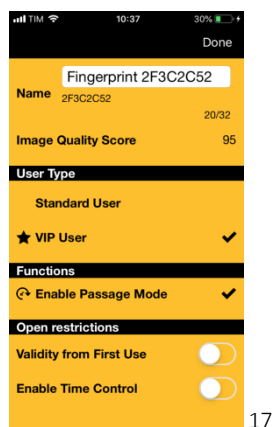 TIM 10:37 30%
Done
Fingerprint 2F3C2C52
Name 2F3C2C52
20/32
Image Quality Score 95
User Type
Standard User
VIP User
Functions
Enable Passage Mode
Open restrictions
Validity from First Use
Enable Time Control
17